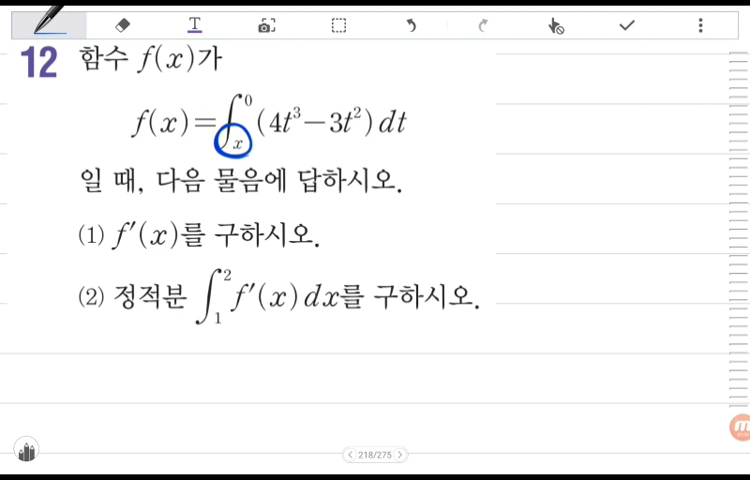 T
12 함수 f(x)가
f(x)=∫_x^0 (4t³-3t²)dt
일 때, 다음 물음에 답하시오.
(1) f′(x)를 구하시오.
(2) 정적분 ∫_1^2 f′(x)dx를 구하시오.
< 218/275 >